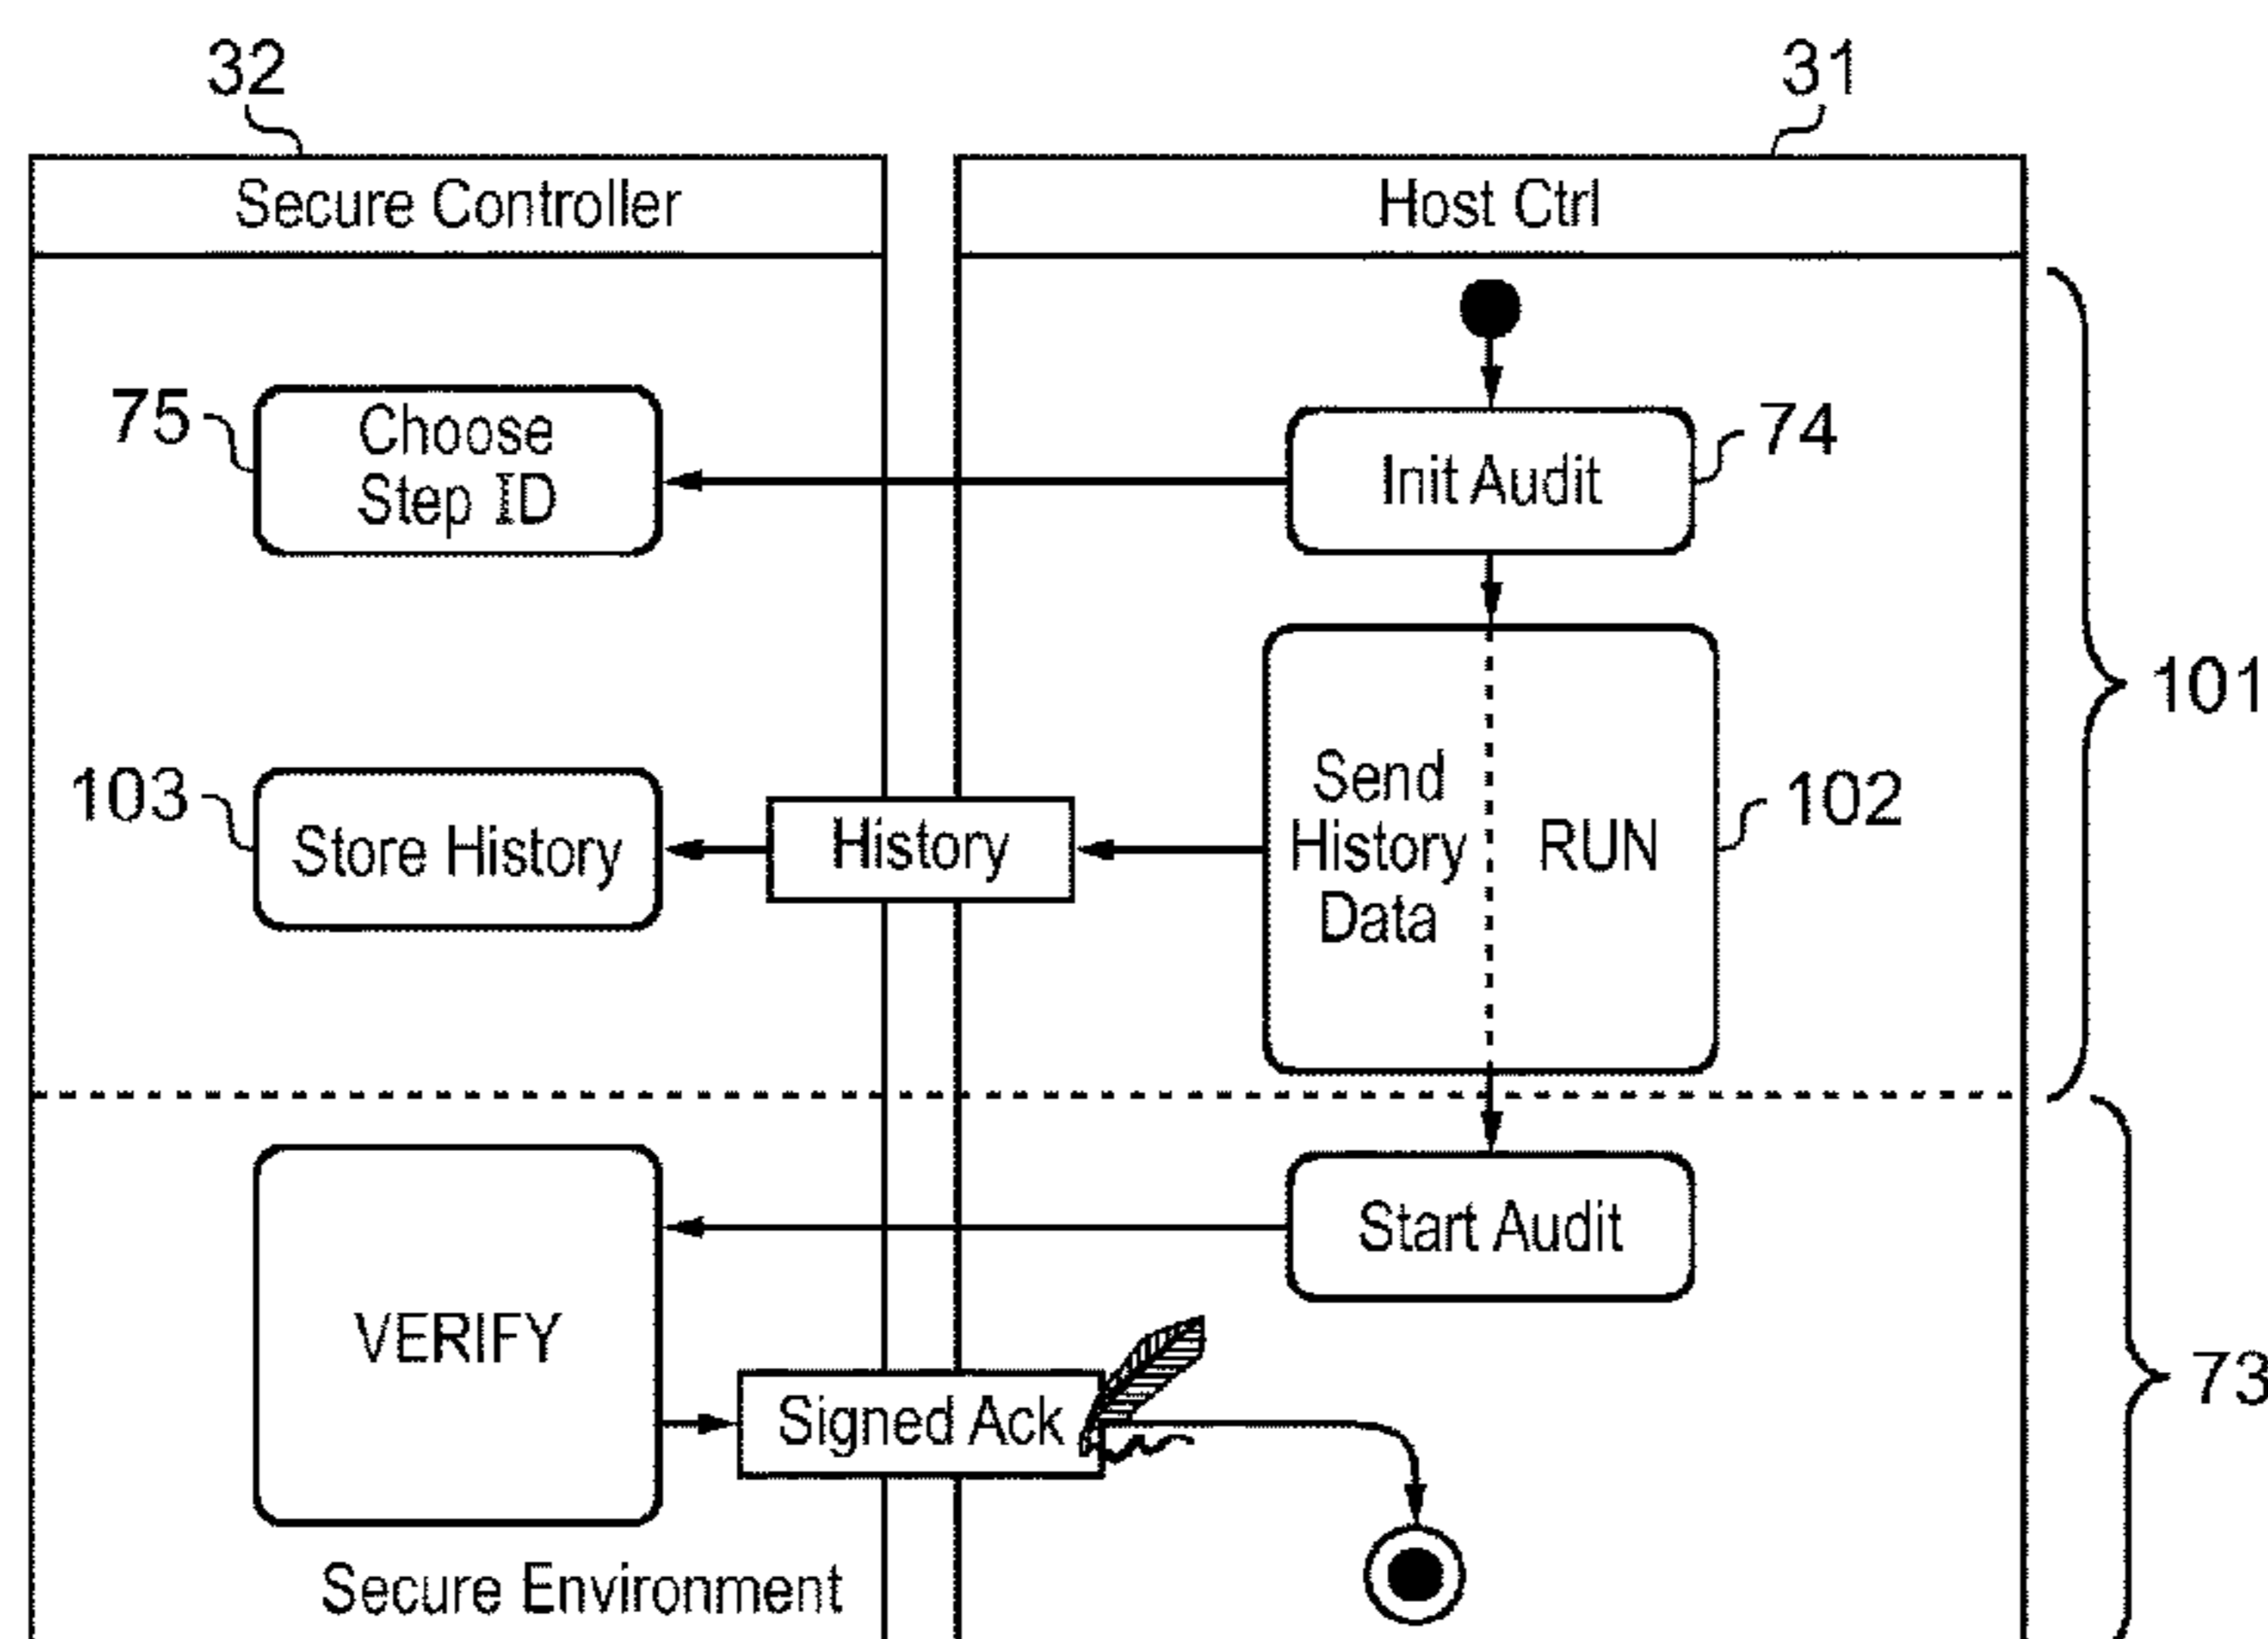 32
31
Secure Controller
Host Ctrl
75
Choose
Step ID
Init Audit
74
101
103
Store History
History
Send
History
Data
RUN
102
Start Audit
VERIFY
Signed Ack
73
Secure Environment